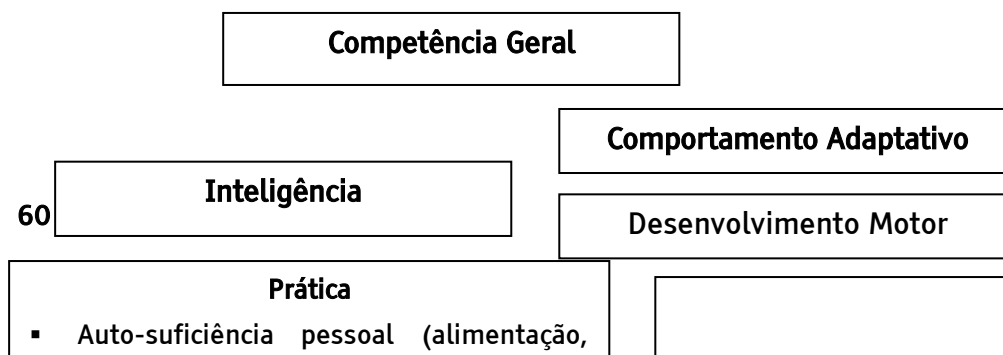 Competência Geral
Comportamento Adaptativo
Inteligência
60
Desenvolvimento Motor
Prática
▪ Auto-suficiência pessoal (alimentação,